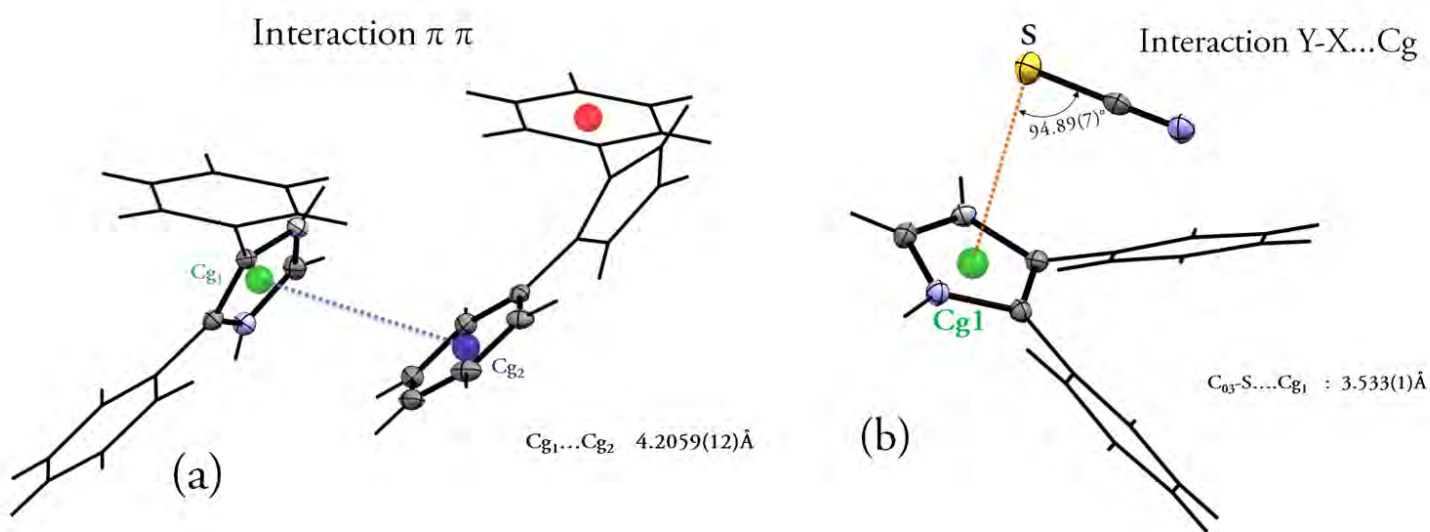 Interaction π π
Cg₁
Cg₂
Cg₁...Cg₂ 4.2059(12)Å
(a)
Interaction Y-X...Cg
S
94.89(7)°
Cg1
C₀₃-S....Cg₁ : 3.533(1)Å
(b)